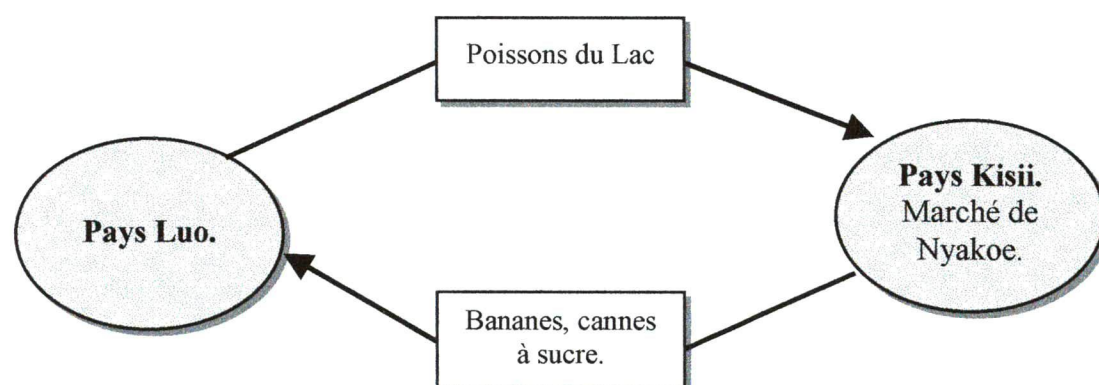 Poissons du Lac
Pays Luo.
Pays Kisii.
Marché de
Nyakoe.
Bananes, cannes
à sucre.